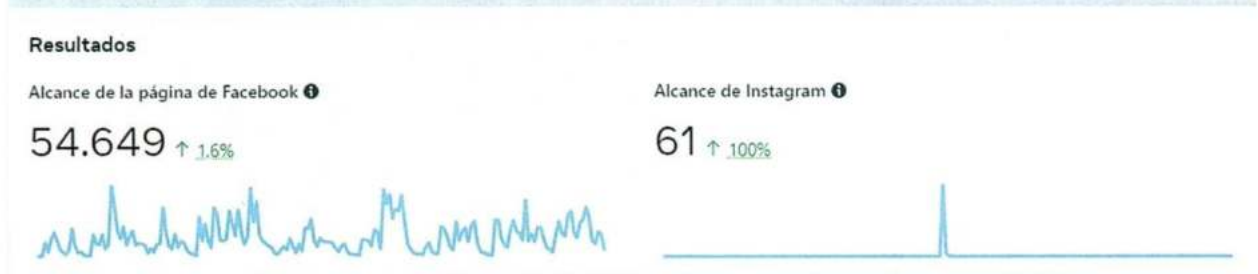 Resultados
Alcance de la página de Facebook
54.649 ↑ 1.6%
Alcance de Instagram
61 ↑ 100%